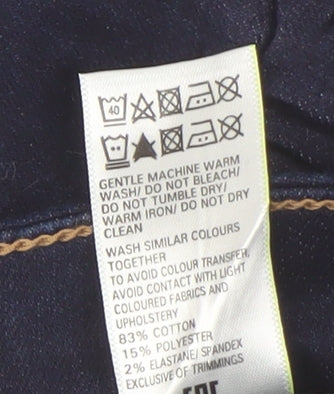 40
GENTLE MACHINE WARM
WASH/ DO NOT BLEACH/
DO NOT TUMBLE DRY/
WARM IRON/ DO NOT DRY
CLEAN
WASH SIMILAR COLOURS
TOGETHER
TO AVOID COLOUR TRANSFER,
AVOID CONTACT WITH LIGHT
COLOURED FABRICS AND
UPHOLSTERY
83% COTTON
15% POLYESTER
2% ELASTANE/ SPANDEX
EXCLUSIVE OF TRIMMINGS